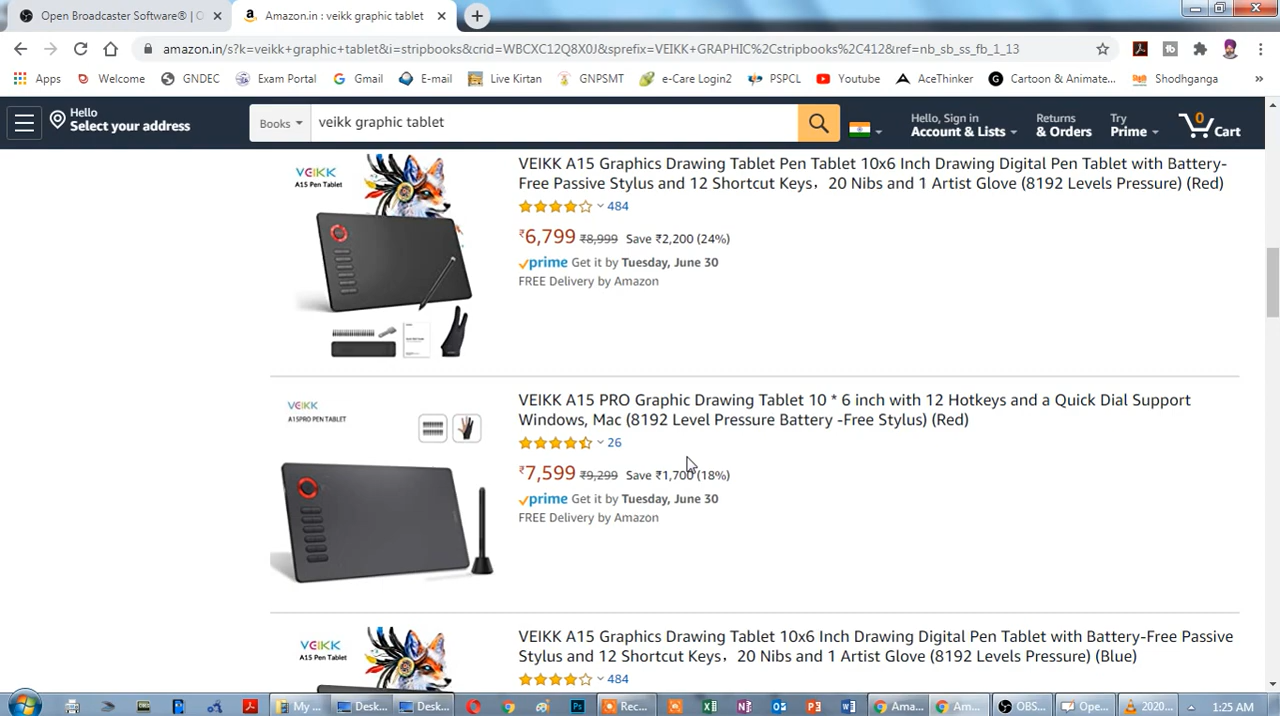 Open Broadcaster Software® | O
Amazon.in : veikk graphic tablet
amazon.in/s?k=veikk+graphic+tablet&i=stripbooks&crid=WBCXC12Q8X0J&sprefix=VEIKK+GRAPHIC%2Cstripbooks%2C412&ref=nb_sb_ss_fb_1_13
Apps Welcome GNDEC Exam Portal Gmail E-mail Live Kirtan GNPSMT e-Care Login2 PSPCL Youtube AceThinker Cartoon & Animate... Shodhganga »
Hello
Select your address
Books
veikk graphic tablet
Hello, Sign in
Account & Lists
Returns
& Orders
Try
Prime
0
Cart
VEIKK
A15 Pen Tablet
VEIKK A15 Graphics Drawing Tablet Pen Tablet 10x6 Inch Drawing Digital Pen Tablet with Battery-
Free Passive Stylus and 12 Shortcut Keys，20 Nibs and 1 Artist Glove (8192 Levels Pressure) (Red)
484
₹6,799 ₹8,999 Save ₹2,200 (24%)
prime Get it by Tuesday, June 30
FREE Delivery by Amazon
VEIKK
A15PRO PEN TABLET
VEIKK A15 PRO Graphic Drawing Tablet 10 * 6 inch with 12 Hotkeys and a Quick Dial Support
Windows, Mac (8192 Level Pressure Battery -Free Stylus) (Red)
26
₹7,599 ₹9,299 Save ₹1,700 (18%)
prime Get it by Tuesday, June 30
FREE Delivery by Amazon
VEIKK
A15 Pen Tablet
VEIKK A15 Graphics Drawing Tablet 10x6 Inch Drawing Digital Pen Tablet with Battery-Free Passive
Stylus and 12 Shortcut Keys，20 Nibs and 1 Artist Glove (8192 Levels Pressure) (Blue)
484
My ... Desk... Desk... Rec... Ama... Am... OBS... Ope... 2020... 1:25 AM